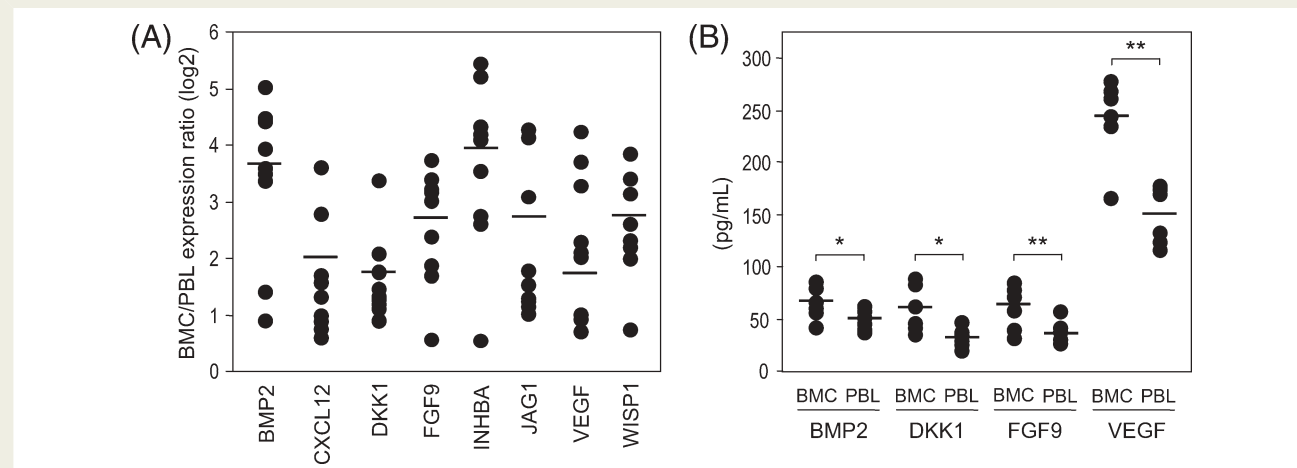 (A)
BMC/PBL expression ratio (log2)
6
5
4
3
2
1
0
BMP2
CXCL12
DKK1
FGF9
INHBA
JAG1
VEGF
WISP1
(B)
(pg/mL)
300
250
200
150
100
50
0
*
*
**
**
BMC PBL BMC PBL BMC PBL BMC PBL
BMP2 DKK1 FGF9 VEGF